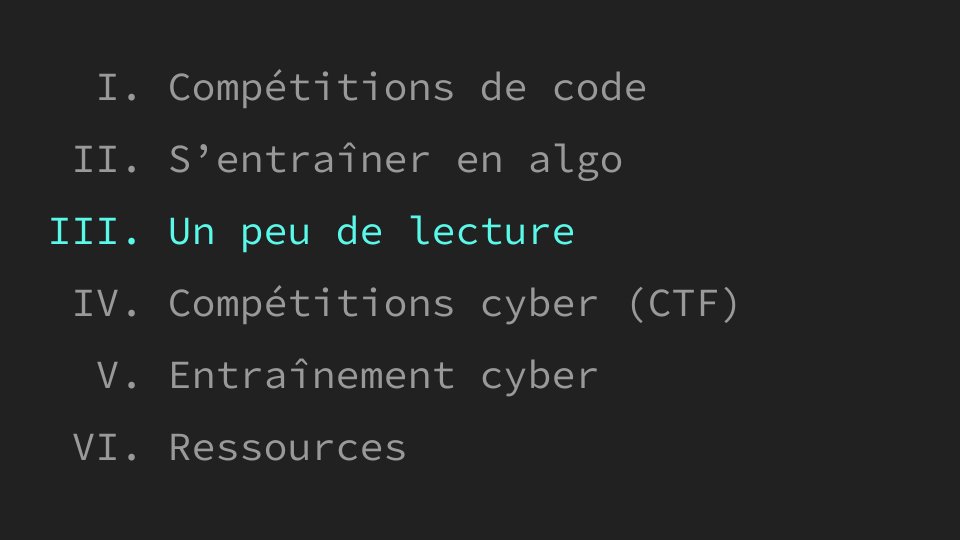 I. Compétitions de code
II. S’entraîner en algo
III. Un peu de lecture
IV. Compétitions cyber (CTF)
V. Entraînement cyber
VI. Ressources